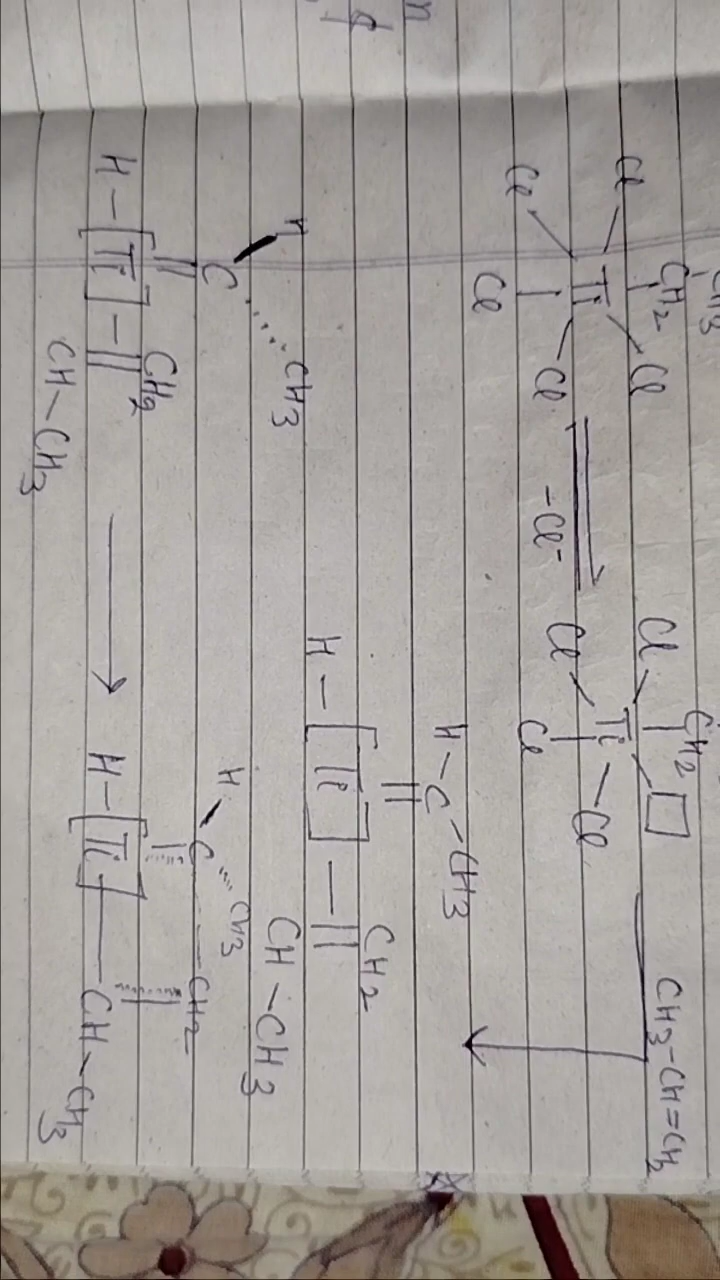 CH3
Cl CH2 Cl
Ti
Cl Cl Cl
-Cl-
Cl CH2
Ti
Cl Cl Cl
CH3-CH=CH2
H-C-CH3
H-[Ti]-
CH2
CH-CH3
H C CH3
H-[Ti]-
CH2
CH-CH3
H C CH3
CH2
H-[Ti]-CH-CH3